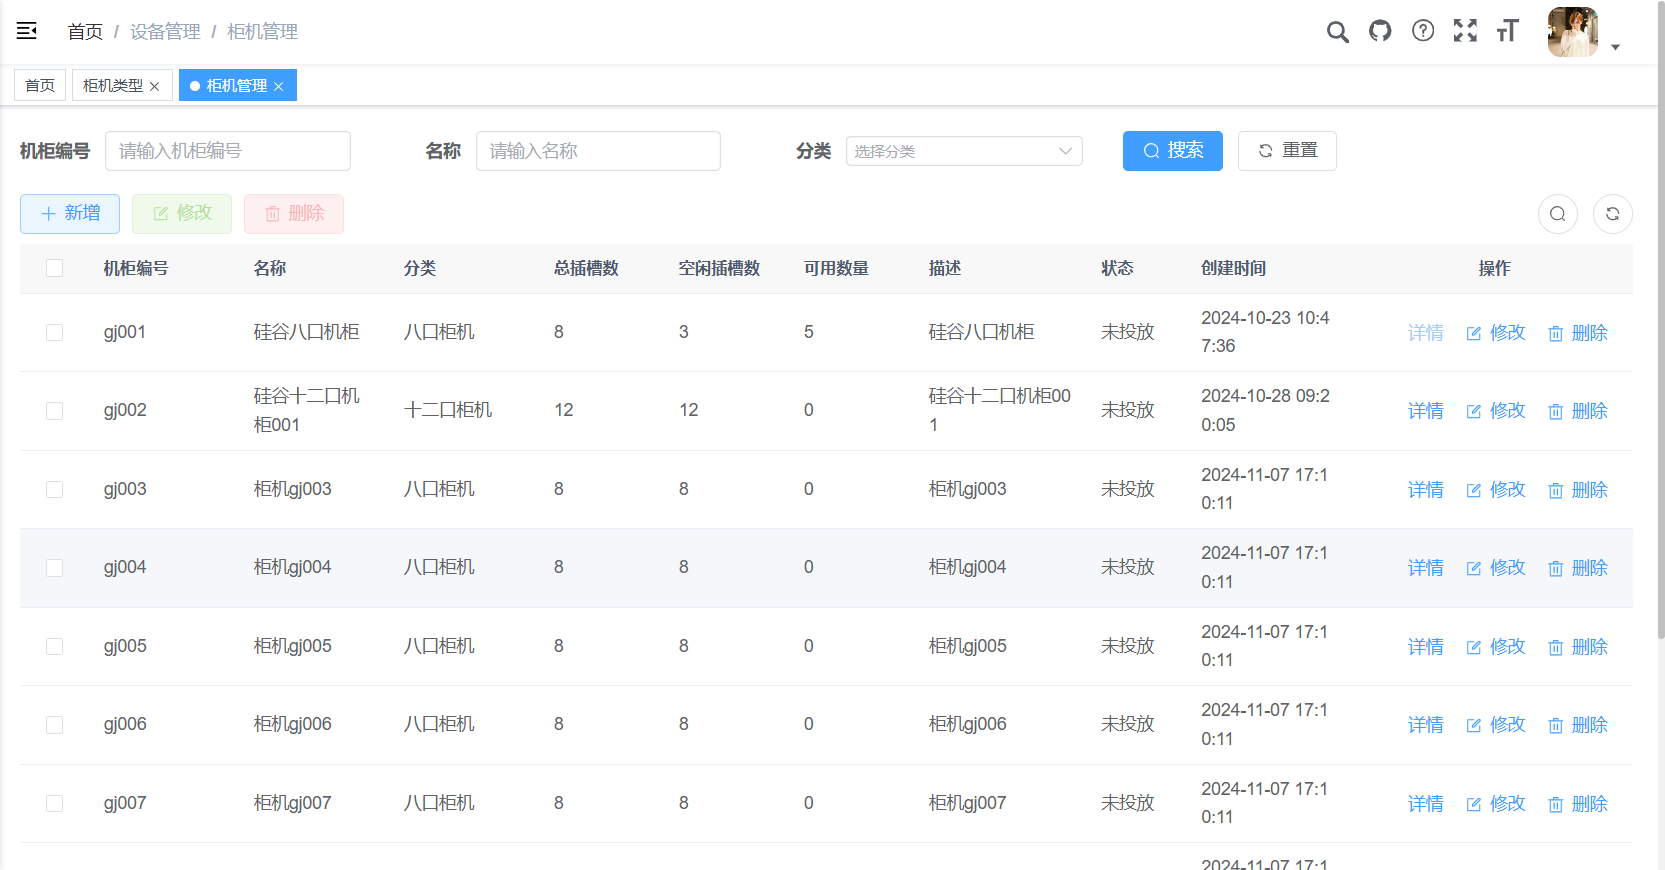 首页 / 设备管理 / 柜机管理
首页 柜机类型 柜机管理
机柜编号 请输入机柜编号 名称 请输入名称 分类 选择分类 搜索 重置
新增 修改 删除
机柜编号 名称 分类 总插槽数 空闲插槽数 可用数量 描述 状态 创建时间 操作
gj001 硅谷八口机柜 八口柜机 8 3 5 硅谷八口机柜 未投放 2024-10-23 10:4 详情 修改 删除
7:36
硅谷十二口机 硅谷十二口机柜00 2024-10-28 09:2
gj002 十二口柜机 12 12 0 未投放 详情 修改 删除
柜001 1 0:05
gj003 柜机gj003 八口柜机 8 8 0 柜机gj003 未投放 2024-11-07 17:1 详情 修改 删除
0:11
gj004 柜机gj004 八口柜机 8 8 0 柜机gj004 未投放 2024-11-07 17:1 详情 修改 删除
0:11
gj005 柜机gj005 八口柜机 8 8 0 柜机gj005 未投放 2024-11-07 17:1 详情 修改 删除
0:11
gj006 柜机gj006 八口柜机 8 8 0 柜机gj006 未投放 2024-11-07 17:1 详情 修改 删除
0:11
gj007 柜机gj007 八口柜机 8 8 0 柜机gj007 未投放 2024-11-07 17:1 详情 修改 删除
0:11
2024-11-07 17:1